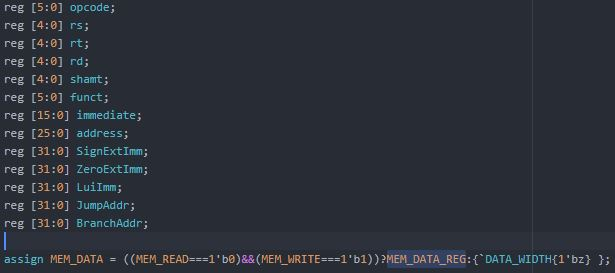 reg [5:0] opcode;
reg [4:0] rs;
reg [4:0] rt;
reg [4:0] rd;
reg [4:0] shamt;
reg [5:0] funct;
reg [15:0] immediate;
reg [25:0] address;
reg [31:0] SignExtImm;
reg [31:0] ZeroExtImm;
reg [31:0] LuiImm;
reg [31:0] JumpAddr;
reg [31:0] BranchAddr;
assign MEM_DATA = ((MEM_READ===1'b0)&&(MEM_WRITE===1'b1))?MEM_DATA_REG:{`DATA_WIDTH{1'bz} };